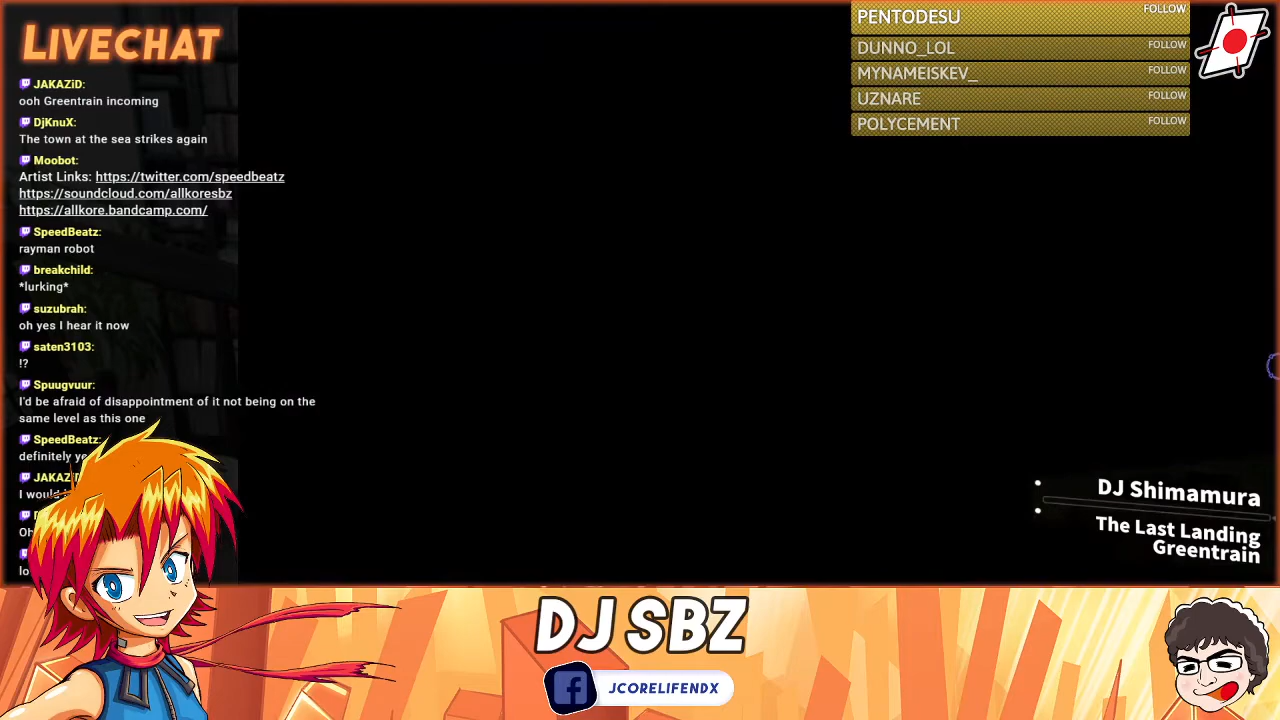 LIVECHAT
JAKAZiD:
ooh Greentrain incoming
DjKnuX:
The town at the sea strikes again
Moobot:
Artist Links: https://twitter.com/speedbeatz
https://soundcloud.com/allkoresbz
https://allkore.bandcamp.com/
SpeedBeatz:
rayman robot
breakchild:
*lurking*
suzubrah:
oh yes I hear it now
saten3103:
!?
Spuugvuur:
I'd be afraid of disappointment of it not being on the
same level as this one
SpeedBeatz:
definitely
I
PENTODESU FOLLOW
DUNNO_LOL FOLLOW
MYNAMEISKEV_ FOLLOW
UZNARE FOLLOW
POLYCEMENT FOLLOW
DJ Shimamura
The Last Landing
Greentrain
DJ SBZ
f JCORELIFENDX